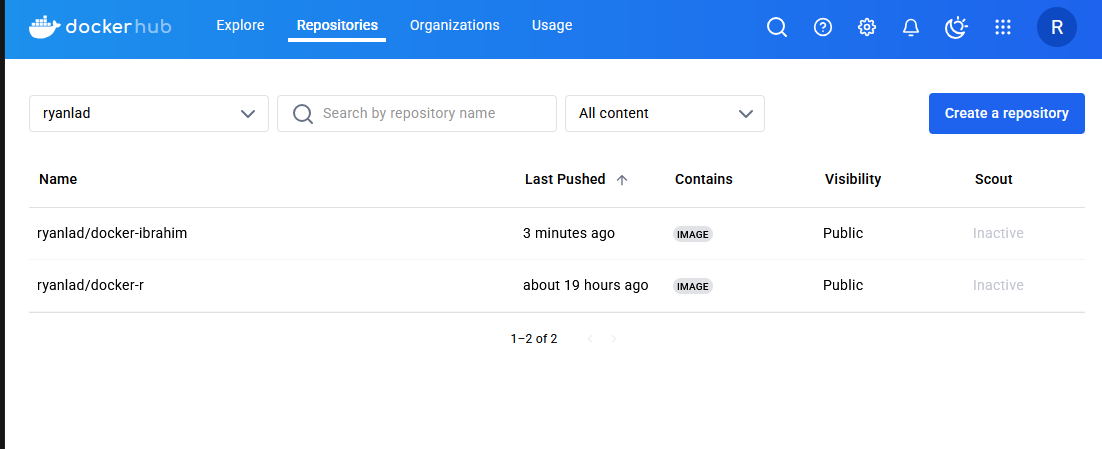 dockerhub Explore Repositories Organizations Usage R
ryanlad Search by repository name All content Create a repository
Name Last Pushed Contains Visibility Scout
ryanlad/docker-ibrahim 3 minutes ago IMAGE Public Inactive
ryanlad/docker-r about 19 hours ago IMAGE Public Inactive
1–2 of 2